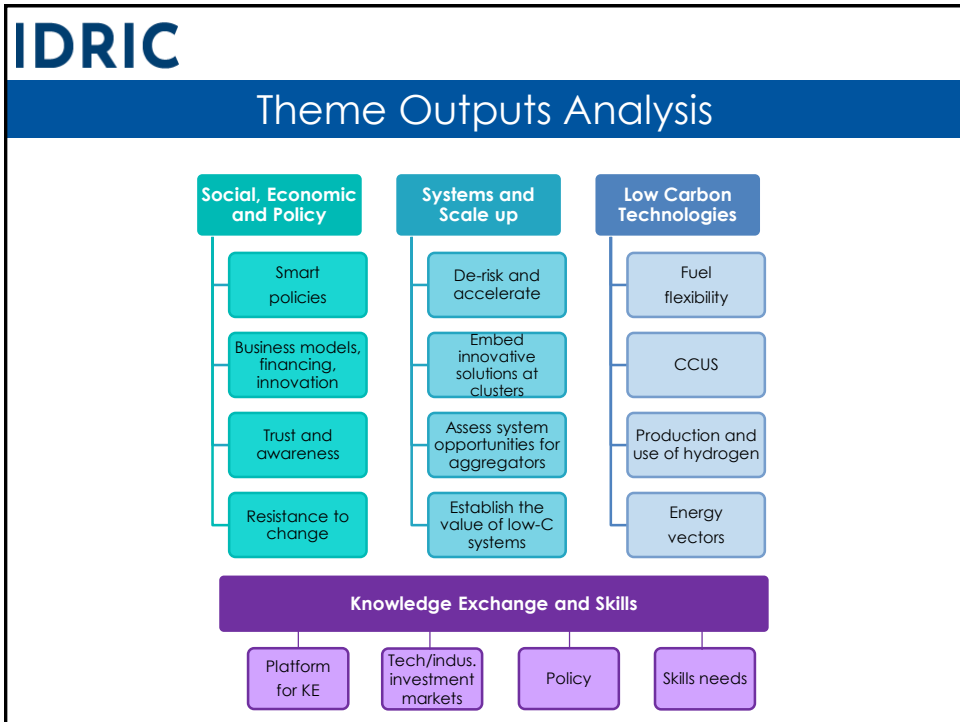 IDRIC
Theme Outputs Analysis
Social, Economic
and Policy
Smart
policies
Business models,
financing,
innovation
Trust and
awareness
Resistance to
change
Systems and
Scale up
De-risk and
accelerate
Embed
innovative
solutions at
clusters
Assess system
opportunities for
aggregators
Establish the
value of low-C
systems
Low Carbon
Technologies
Fuel
flexibility
CCUS
Production and
use of hydrogen
Energy
vectors
Knowledge Exchange and Skills
Platform
for KE
Tech/indus.
investment
markets
Policy
Skills needs